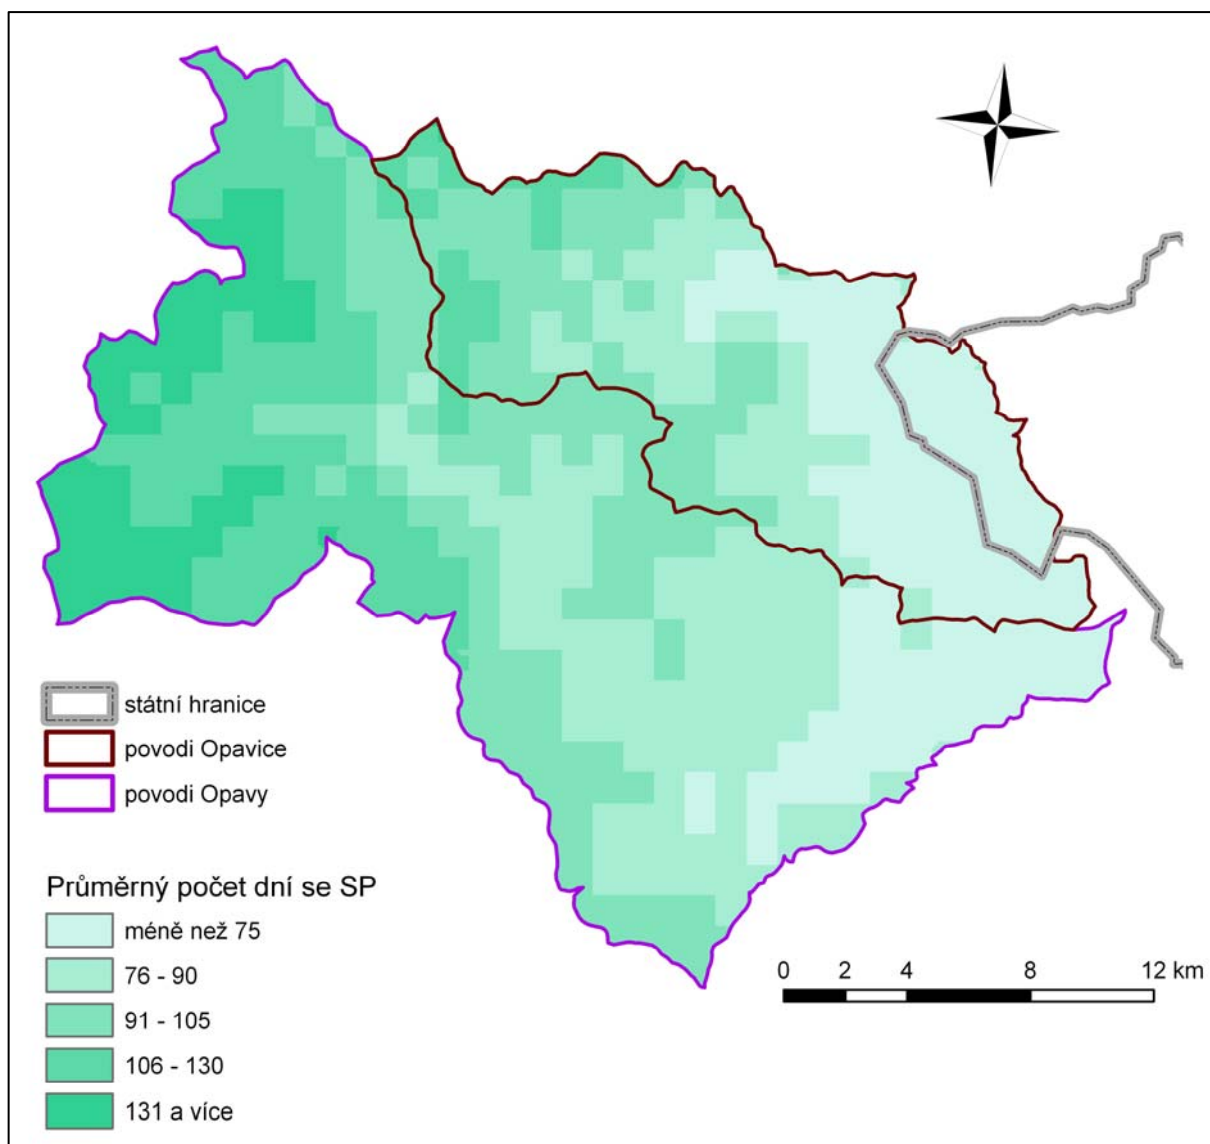 státní hranice
povodi Opavice
povodi Opavy
Průměrný počet dní se SP
méně než 75
76 - 90
91 - 105
106 - 130
131 a více
0 2 4 8 12 km